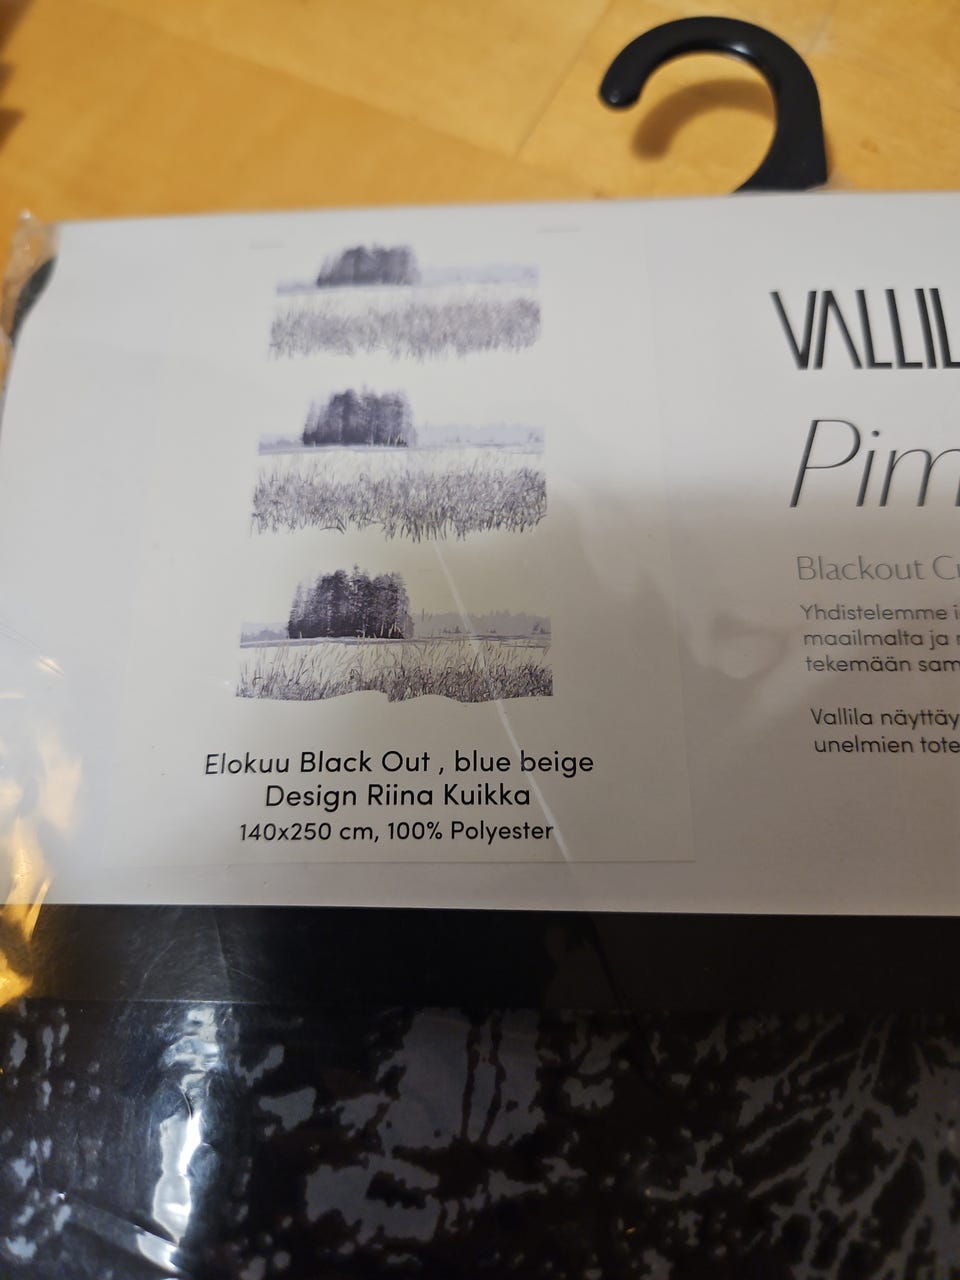 VALLIL
Pim
Blackout
Yhdistelemme
maailmalta ja
tekemään sam
Vallila näyttäy
unelmien tote
Elokuu Black Out , blue beige
Design Riina Kuikka
140x250 cm, 100% Polyester